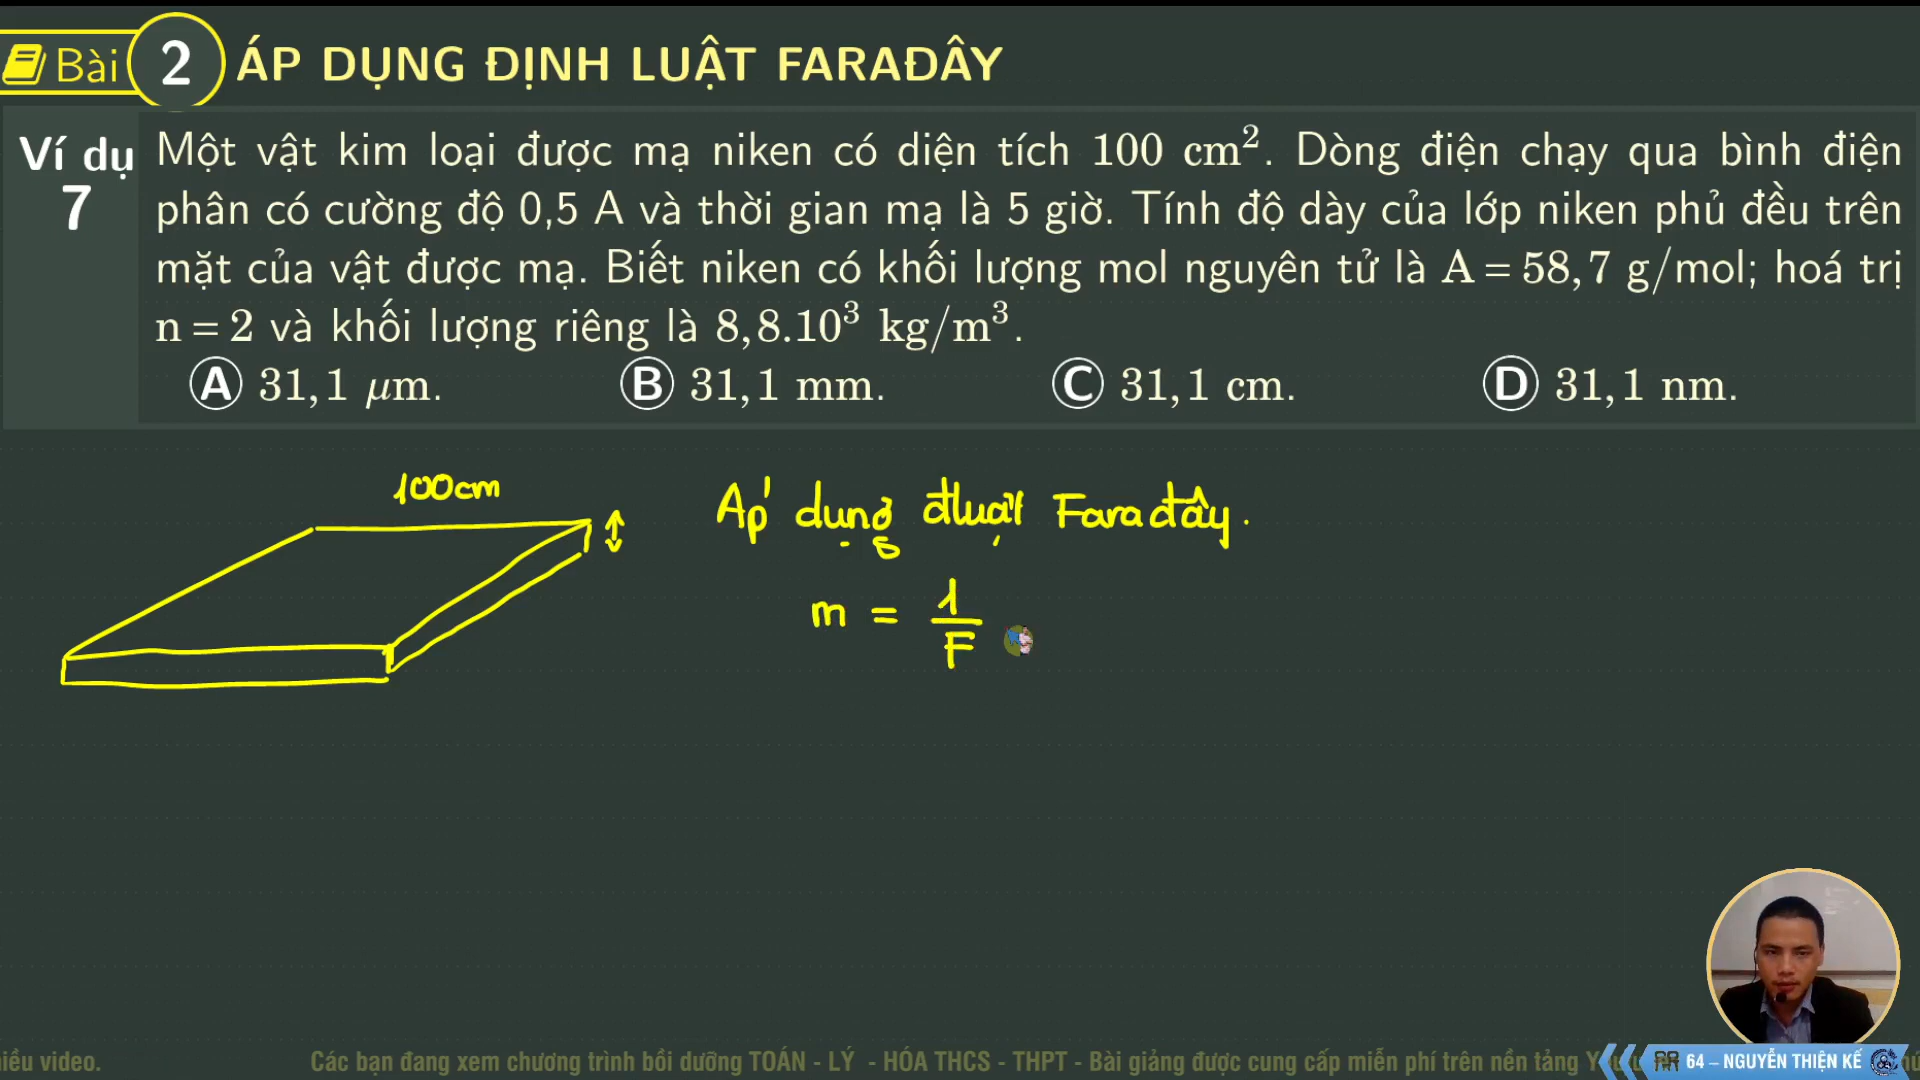 Bài 2 ÁP DỤNG ĐỊNH LUẬT FARAĐÂY
Ví dụ 7
Một vật kim loại được mạ niken có diện tích 100 cm². Dòng điện chạy qua bình điện
phân có cường độ 0,5 A và thời gian mạ là 5 giờ. Tính độ dày của lớp niken phủ đều trên
mặt của vật được mạ. Biết niken có khối lượng mol nguyên tử là A = 58,7 g/mol; hoá trị
n = 2 và khối lượng riêng là 8,8.10³ kg/m³.
A 31,1 μm. B 31,1 mm. C 31,1 cm. D 31,1 nm.
100cm
Áp dụng đluật Farađây.
m = 1/F
iều video.
Các bạn đang xem chương trình bồi dưỡng TOÁN - LÝ - HÓA THCS - THPT - Bài giảng được cung cấp miễn phí trên nền tảng
64 – NGUYỄN THIỆN KẾ